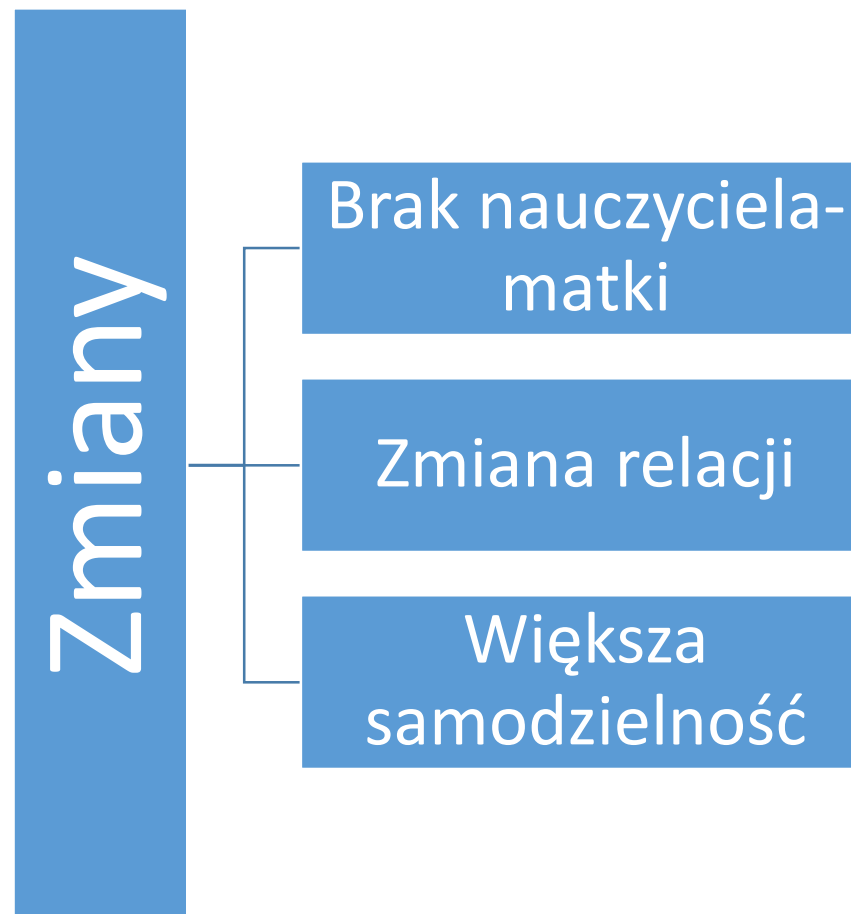 Zmiany
Brak nauczyciela-
matki
Zmiana relacji
Większa
samodzielność